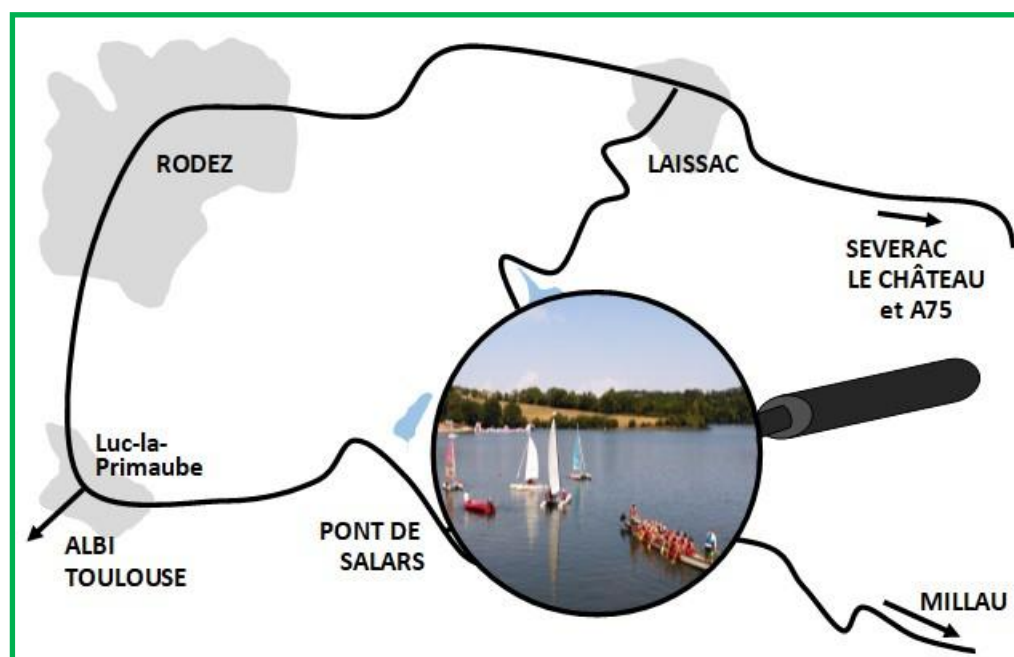 RODEZ
LAISSAC
SEVERAC
LE CHÂTEAU
et A75
Luc-la-
Primaube
ALBI
TOULOUSE
PONT DE
SALARS
MILLAU